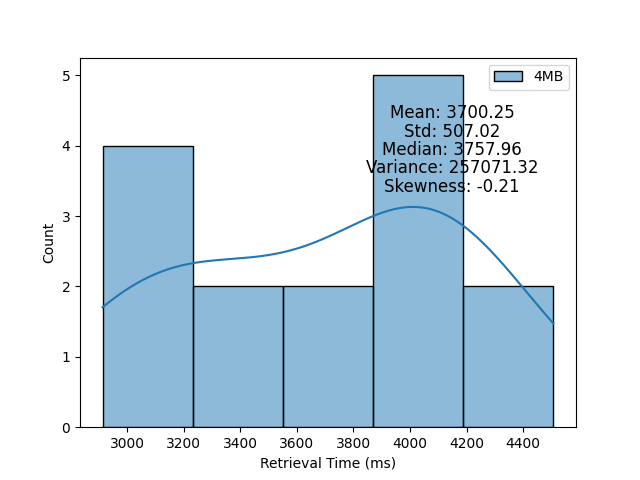 4MB
Mean: 3700.25
Std: 507.02
Median: 3757.96
Variance: 257071.32
Skewness: -0.21
5
4
3
2
1
0
Count
3000 3200 3400 3600 3800 4000 4200 4400
Retrieval Time (ms)